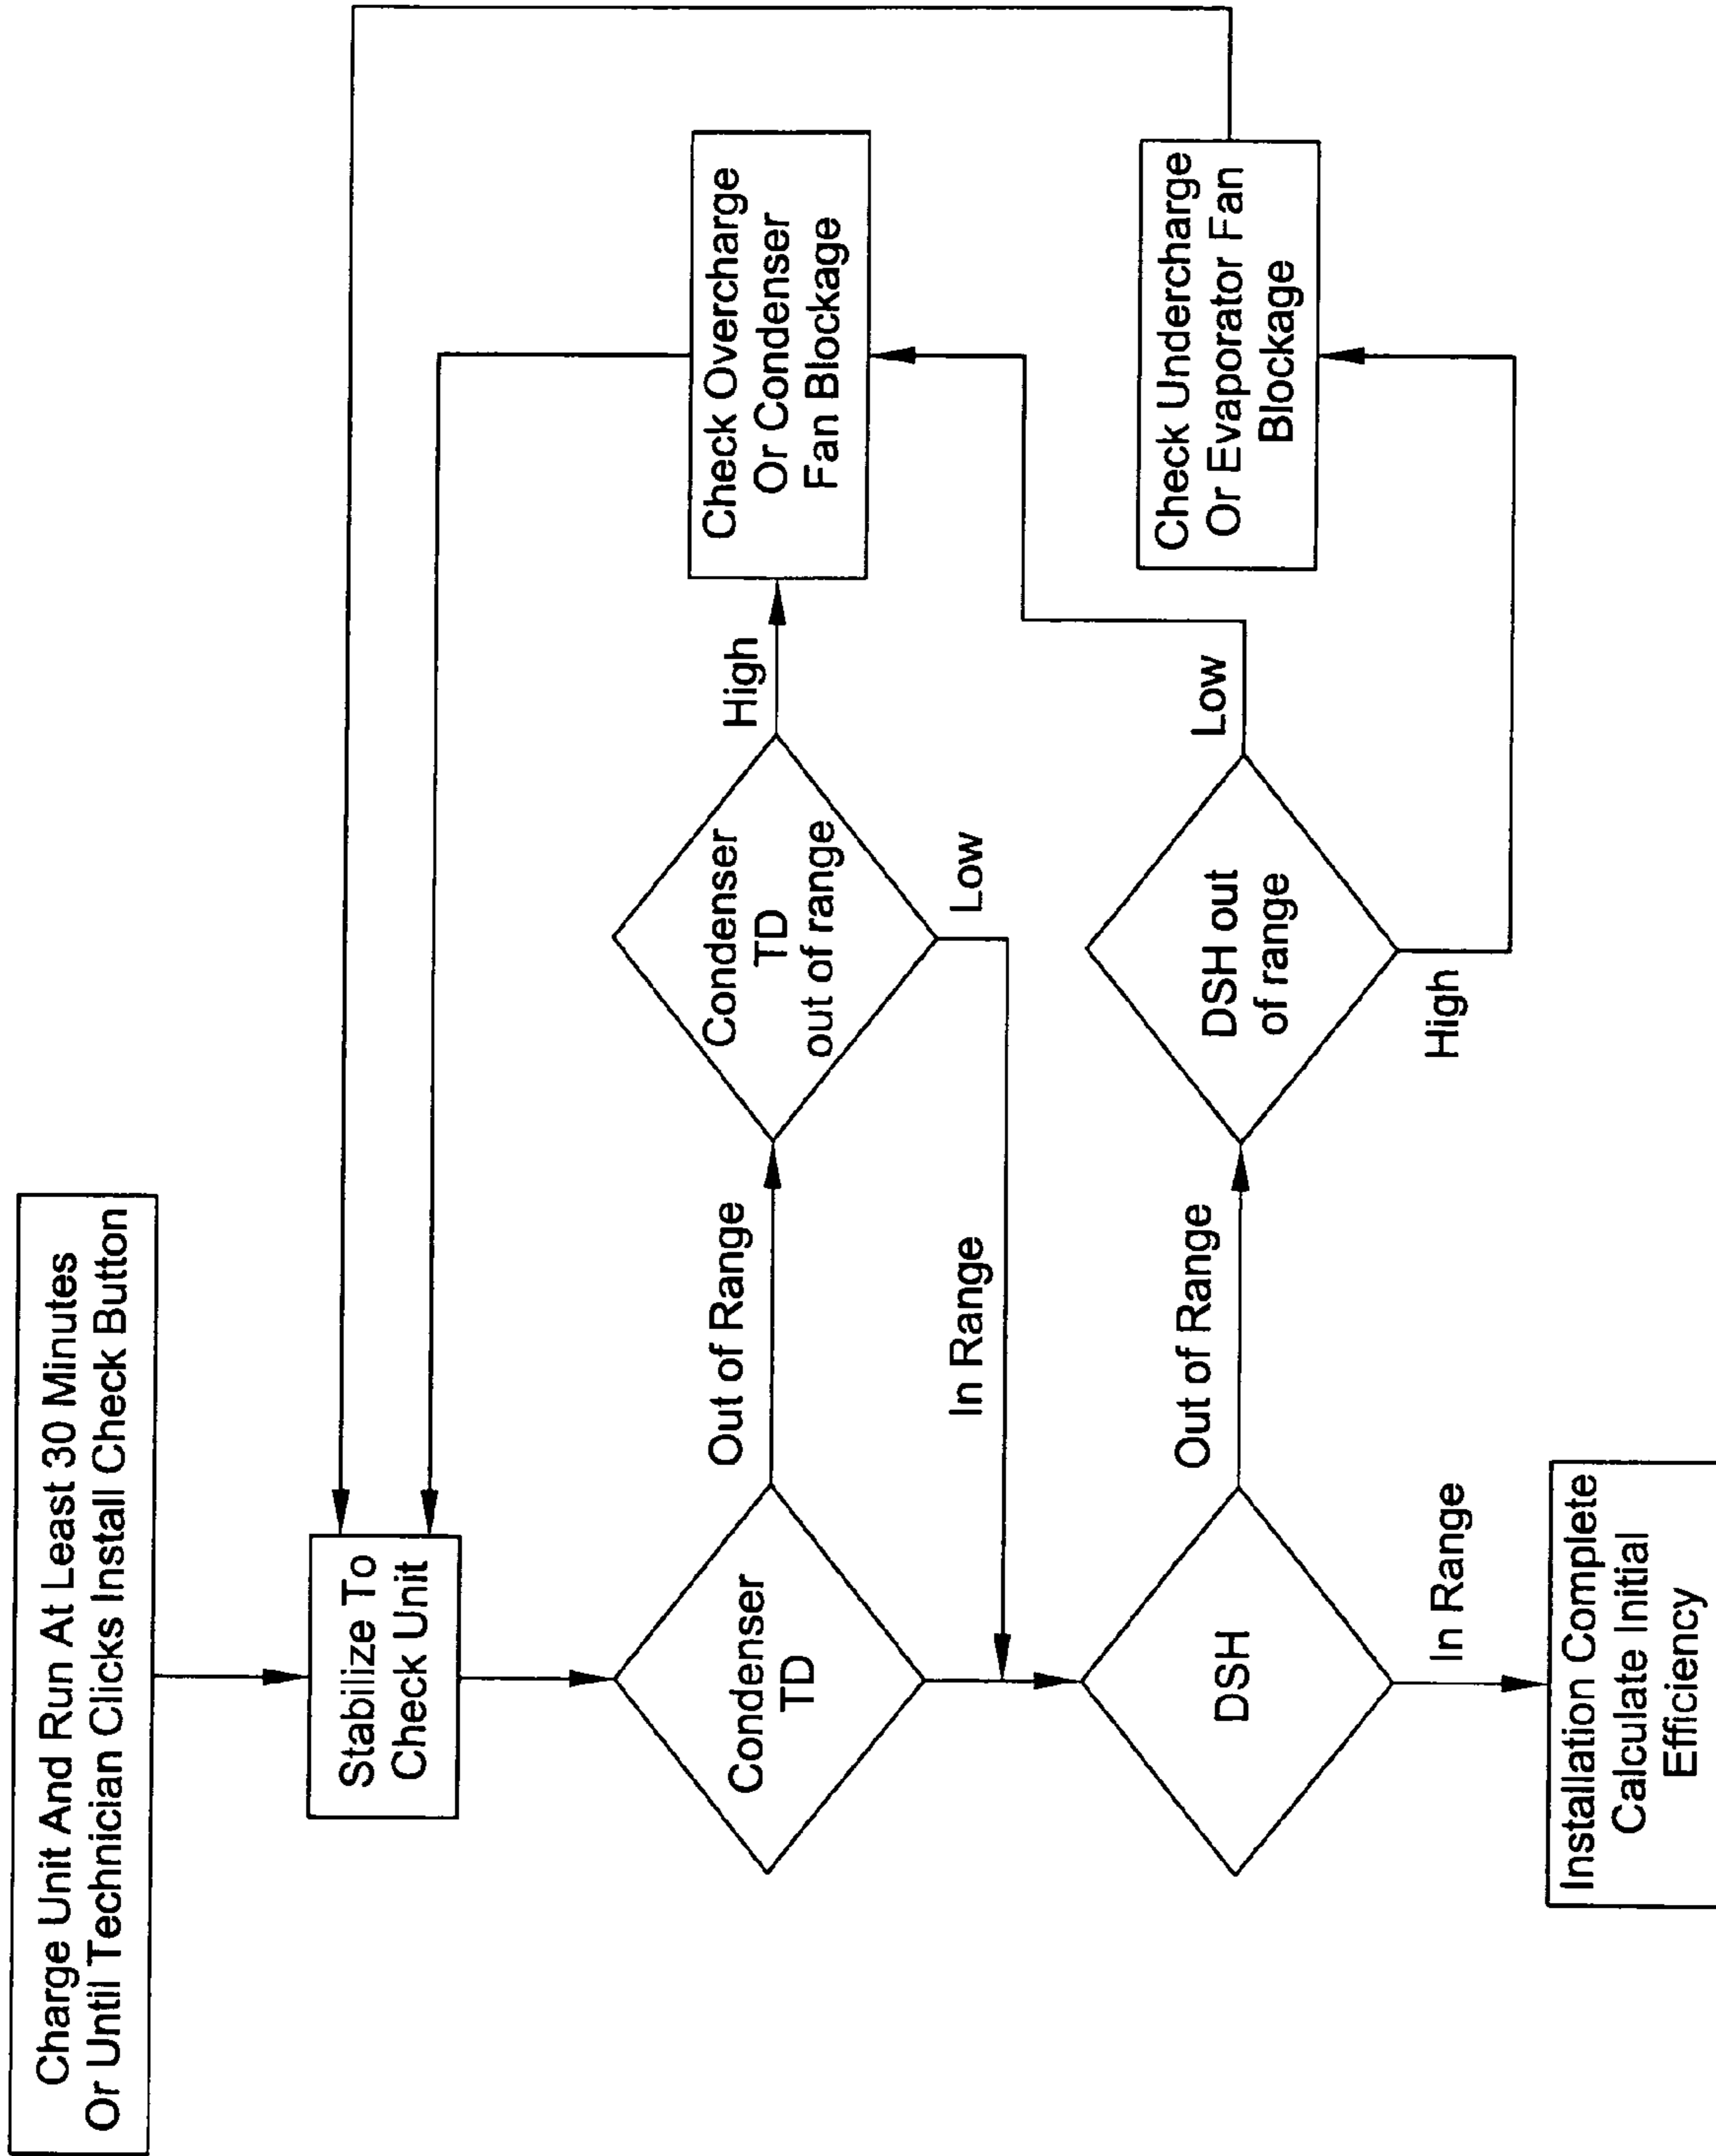 Charge Unit And Run At Least 30 Minutes
Or Until Technician Clicks Install Check Button
Stabilize To
Check Unit
Condenser
TD
Out of Range
Condenser
TD
out of range
High
Check Overcharge
Or Condenser
Fan Blockage
Low
In Range
DSH
Out of Range
DSH out
of range
Low
High
Check Undercharge
Or Evaporator Fan
Blockage
In Range
Installation Complete
Calculate Initial
Efficiency